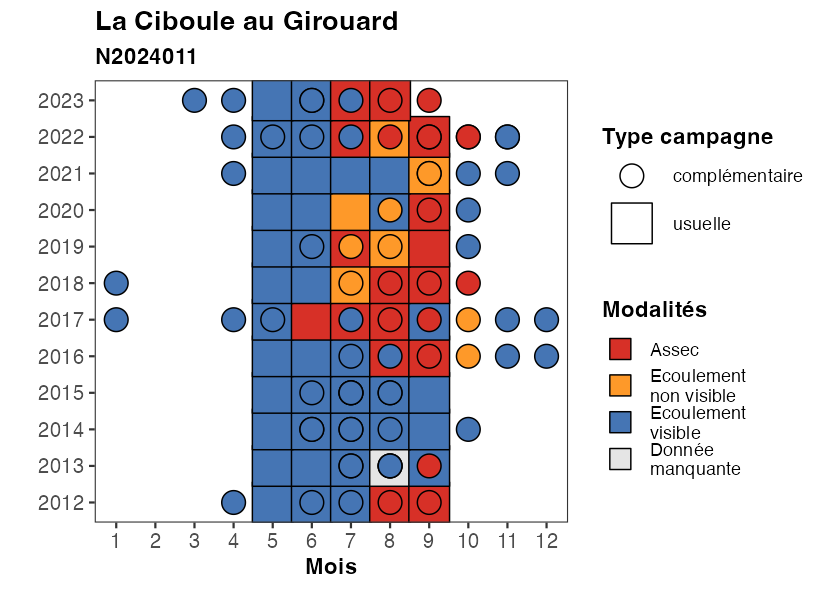 La Ciboule au Girouard
N2024011
2023
2022
2021
2020
2019
2018
2017
2016
2015
2014
2013
2012
1 2 3 4 5 6 7 8 9 10 11 12
Mois
Type campagne
complémentaire
usuelle
Modalités
Assec
Ecoulement
non visible
Ecoulement
visible
Donnée
manquante